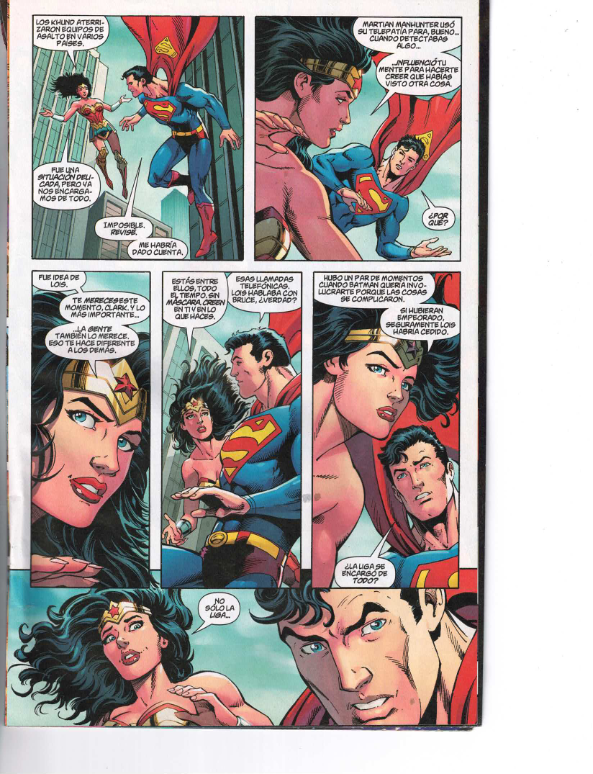 LOS KHUND ATERRI-
ZARON EQUIPOS DE
ASALTO EN VARIOS
PAÍSES.
FUE UNA
SITUACIÓN DELI-
CADA, PERO YA
NOS ENCARGA-
MOS DE TODO.
IMPOSIBLE.
REVISÉ.
ME HABRÍA
DADO CUENTA.
MARTIAN MANHUNTER USÓ
SU TELEPATÍA PARA, BUENO...
CUANDO DETECTABAS
ALGO...
...INFLUENCIÓ TU
MENTE PARA HACERTE
CREER QUE HABÍAS
VISTO OTRA COSA.
¿POR
QUÉ?
FUE IDEA DE
LOIS.
TE MERECES ESTE
MOMENTO, CLARK, Y LO
MÁS IMPORTANTE...
...LA GENTE
TAMBIÉN LO MERECE,
ESO TE HACE DIFERENTE
A LOS DEMÁS.
ESTÁS ENTRE
ELLOS, TODO
EL TIEMPO. SIN
MÁSCARA, CREEN
EN TI Y EN LO
QUE HACES.
ESAS LLAMADAS
TELEFÓNICAS.
LOIS HABLABA CON
BRUCE, ¿VERDAD?
HUBO UN PAR DE MOMENTOS
CUANDO BATMAN QUERÍA INVO-
LUCRARTE PORQUE LAS COSAS
SE COMPLICARON.
SI HUBIERAN
EMPEORADO,
SEGURAMENTE LOIS
HABRÍA CEDIDO.
¿LA LIGA SE
ENCARGÓ DE
TODO?
NO
SÓLO LA
LIGA...